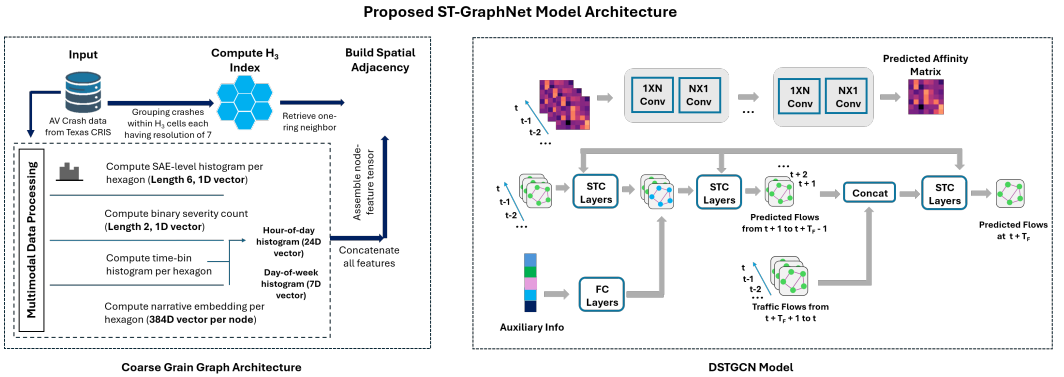 Proposed ST-GraphNet Model Architecture
Input
AV Crash data
from Texas CRIS
Grouping crashes
within H3 cells each
having resolution of 7
Compute H3
Index
Retrieve one-
ring neighbor
Build Spatial
Adjacency
Multimodal Data Processing
Compute SAE-level histogram per
hexagon (Length 6, 1D vector)
Compute binary severity count
(Length 2, 1D vector)
Compute time-bin
histogram per hexagon
Hour-of-day
histogram (24D
vector)
Day-of-week
histogram (7D
vector)
Compute narrative embedding per
hexagon (384D vector per node)
Assemble node-
feature tensor
Concatenate
all features
Coarse Grain Graph Architecture
t
t-1
t-2
...
1XN
Conv
NX1
Conv
...
1XN
Conv
NX1
Conv
Predicted Affinity
Matrix
t
t-1
t-2
...
STC
Layers
STC
Layers
...
t + 2
t + 1
Predicted Flows
from t + 1 to t + TF - 1
Concat
STC
Layers
Predicted Flows
at t + TF
Auxiliary Info
FC
Layers
t
t-1
t-2
...
Traffic Flows from
t + TF + 1 to t
DSTGCN Model